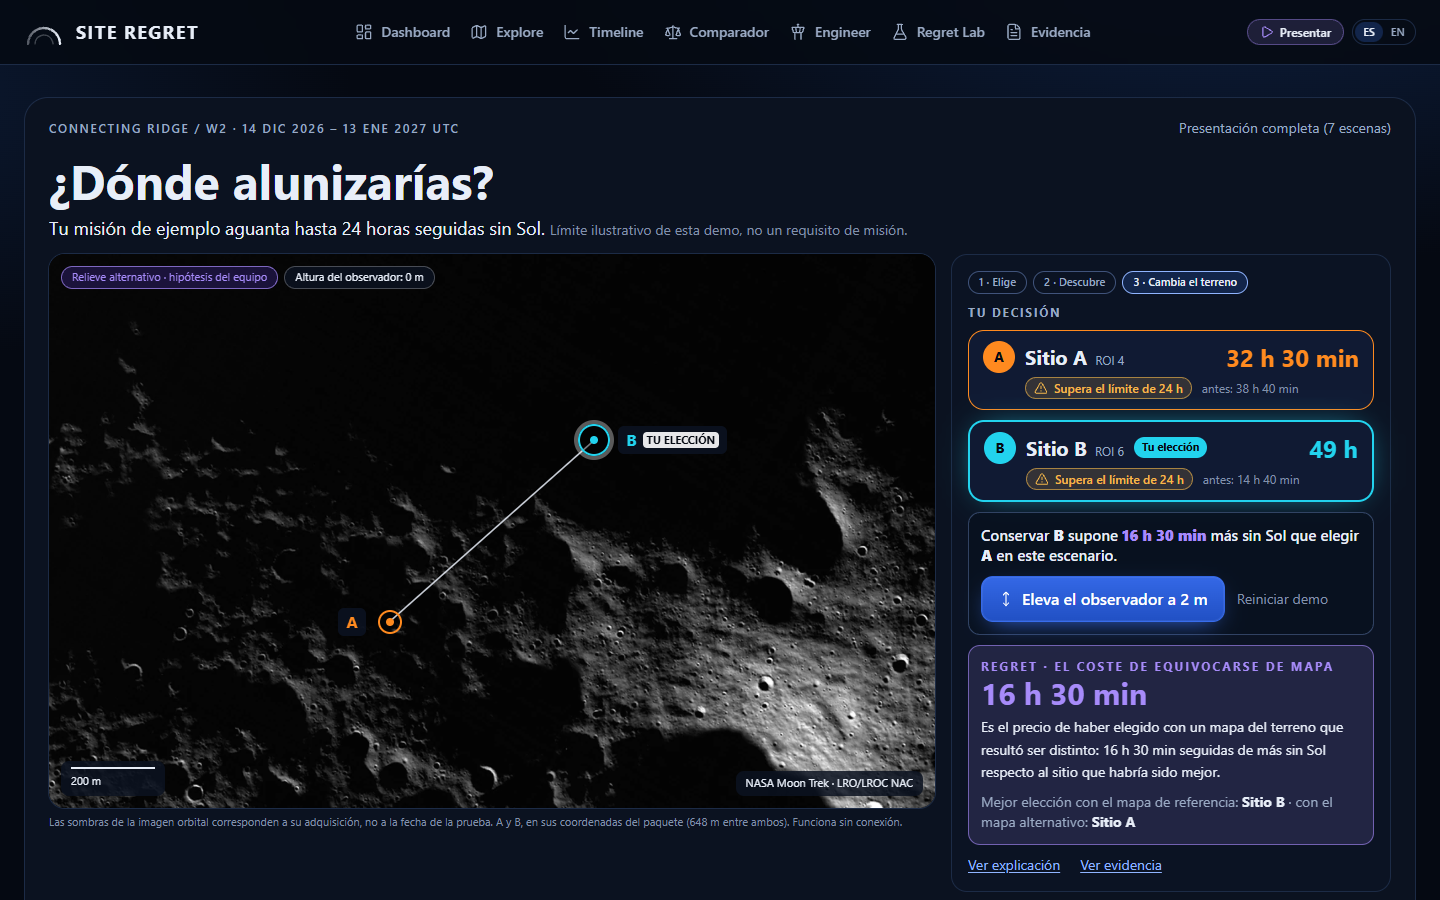 SITE REGRET
Dashboard
Explore
Timeline
Comparador
Engineer
Regret Lab
Evidencia
Presentar
ES EN
CONNECTING RIDGE / W2 · 14 DIC 2026 – 13 ENE 2027 UTC
Presentación completa (7 escenas)
¿Dónde alunizarías?
Tu misión de ejemplo aguanta hasta 24 horas seguidas sin Sol. Límite ilustrativo de esta demo, no un requisito de misión.
Relieve alternativo · hipótesis del equipo
Altura del observador: 0 m
B TU ELECCIÓN
A
200 m
NASA Moon Trek · LRO/LROC NAC
Las sombras de la imagen orbital corresponden a su adquisición, no a la fecha de la prueba. A y B, en sus coordenadas del paquete (648 m entre ambos). Funciona sin conexión.
1 · Elige
2 · Descubre
3 · Cambia el terreno
TU DECISIÓN
A Sitio A ROI 4 32 h 30 min
Supera el límite de 24 h antes: 38 h 40 min
B Sitio B ROI 6 Tu elección 49 h
Supera el límite de 24 h antes: 14 h 40 min
Conservar B supone 16 h 30 min más sin Sol que elegir
A en este escenario.
Eleva el observador a 2 m
Reiniciar demo
REGRET · EL COSTE DE EQUIVOCARSE DE MAPA
16 h 30 min
Es el precio de haber elegido con un mapa del terreno que
resultó ser distinto: 16 h 30 min seguidas de más sin Sol
respecto al sitio que habría sido mejor.
Mejor elección con el mapa de referencia: Sitio B · con el
mapa alternativo: Sitio A
Ver explicación
Ver evidencia